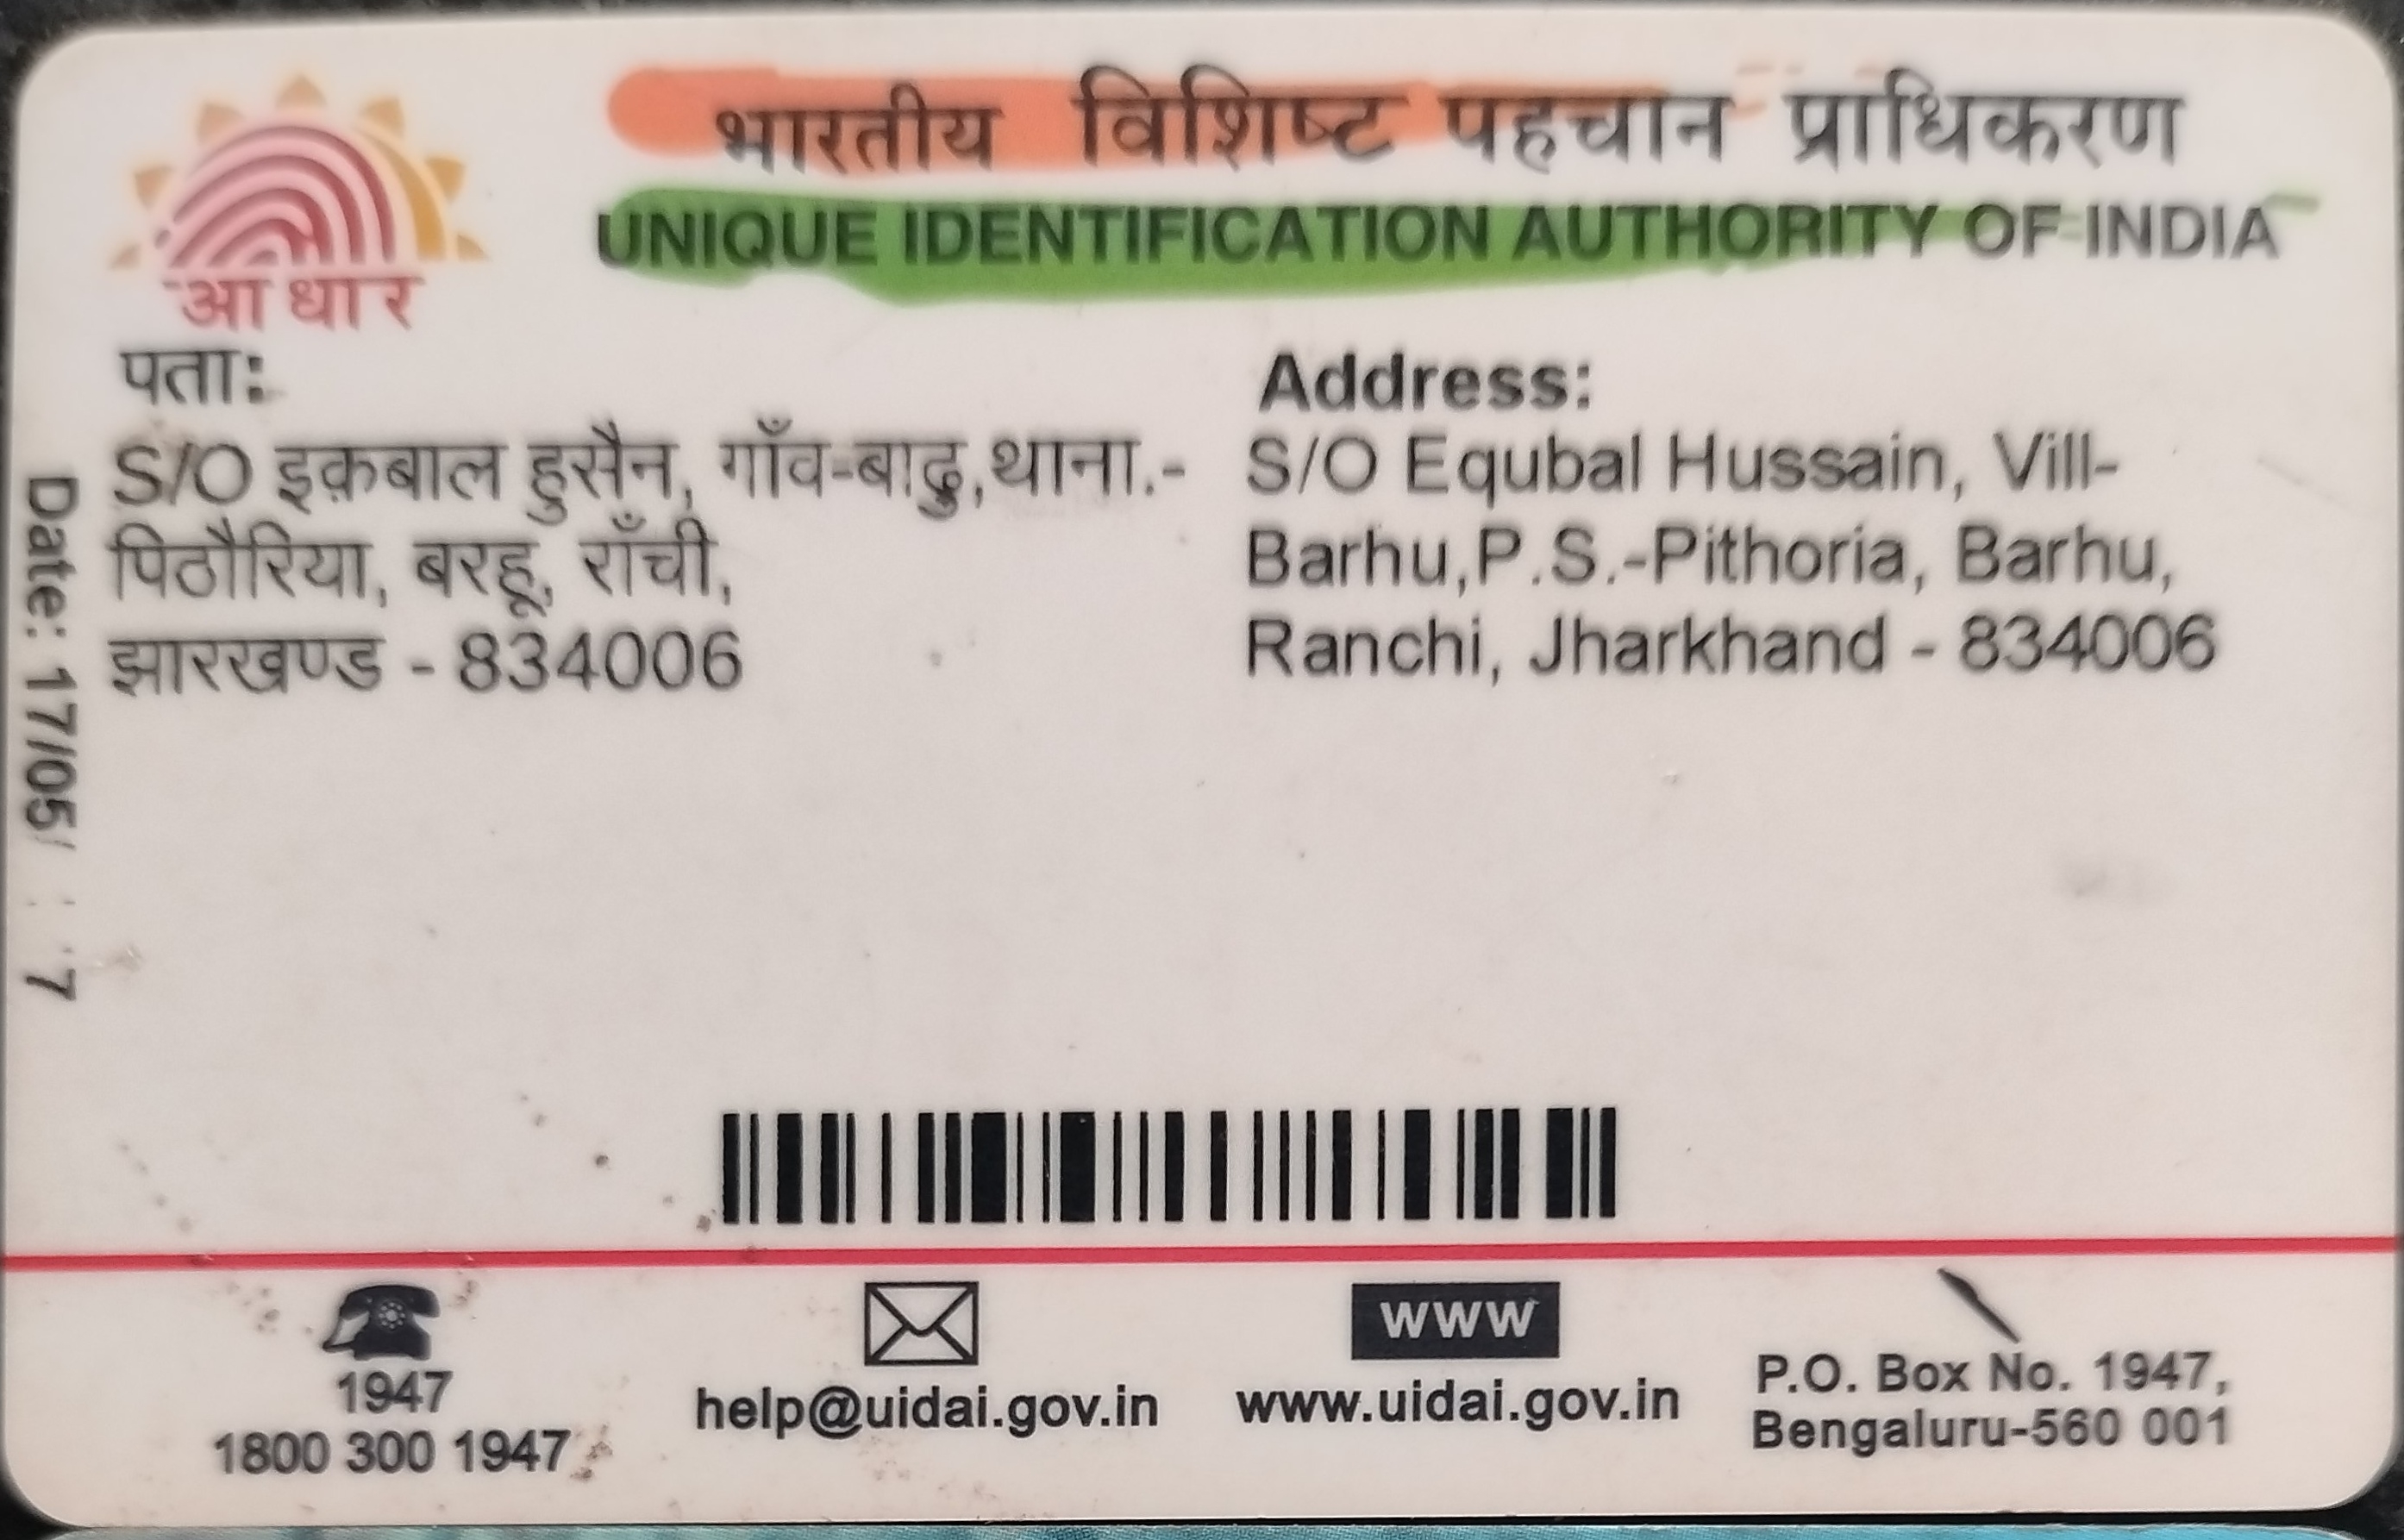 भारतीय विशिष्ट पहचान प्राधिकरण
UNIQUE IDENTIFICATION AUTHORITY OF INDIA
आधार
पता:
S/O इक़बाल हुसैन, गाँव-बाढु,थाना.-
पिठौरिया, बरहू, राँची,
झारखण्ड - 834006
Address:
S/O Equbal Hussain, Vill-
Barhu,P.S.-Pithoria, Barhu,
Ranchi, Jharkhand - 834006
Date: 17/05/
1947
1800 300 1947
help@uidai.gov.in
www
www.uidai.gov.in
P.O. Box No. 1947,
Bengaluru-560 001